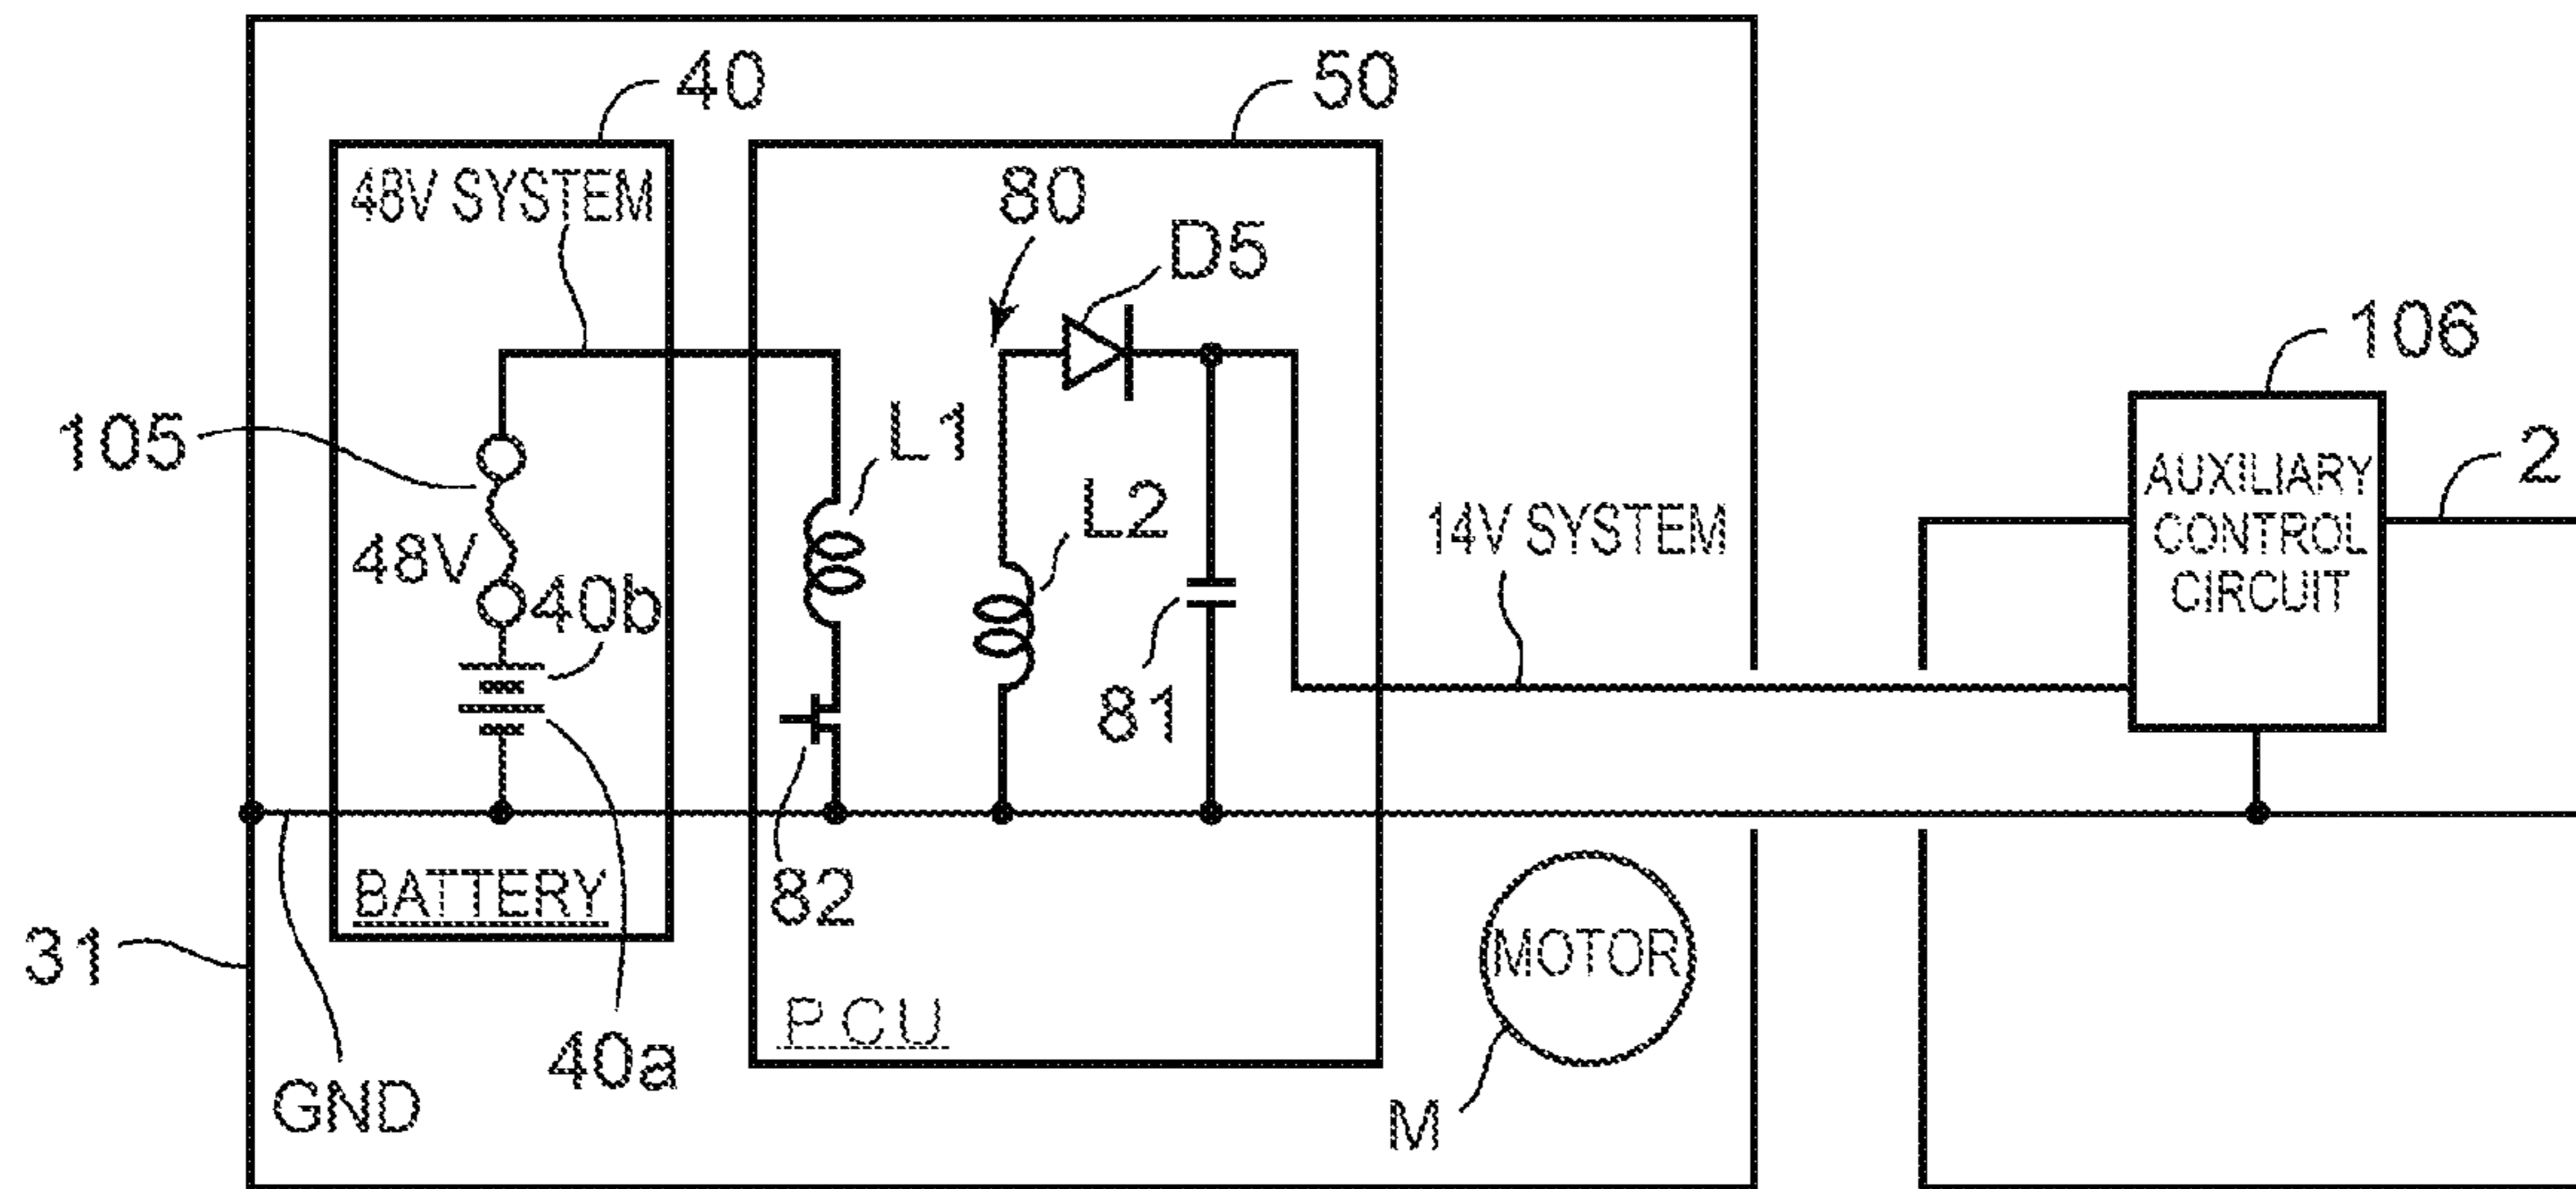 40
50
48V SYSTEM
80
D5
106
105
L1
AUXILIARY
CONTROL
CIRCUIT
2
L2
14V SYSTEM
48V
40b
81
BATTERY
82
31
MOTOR
PCU
40a
GND
M